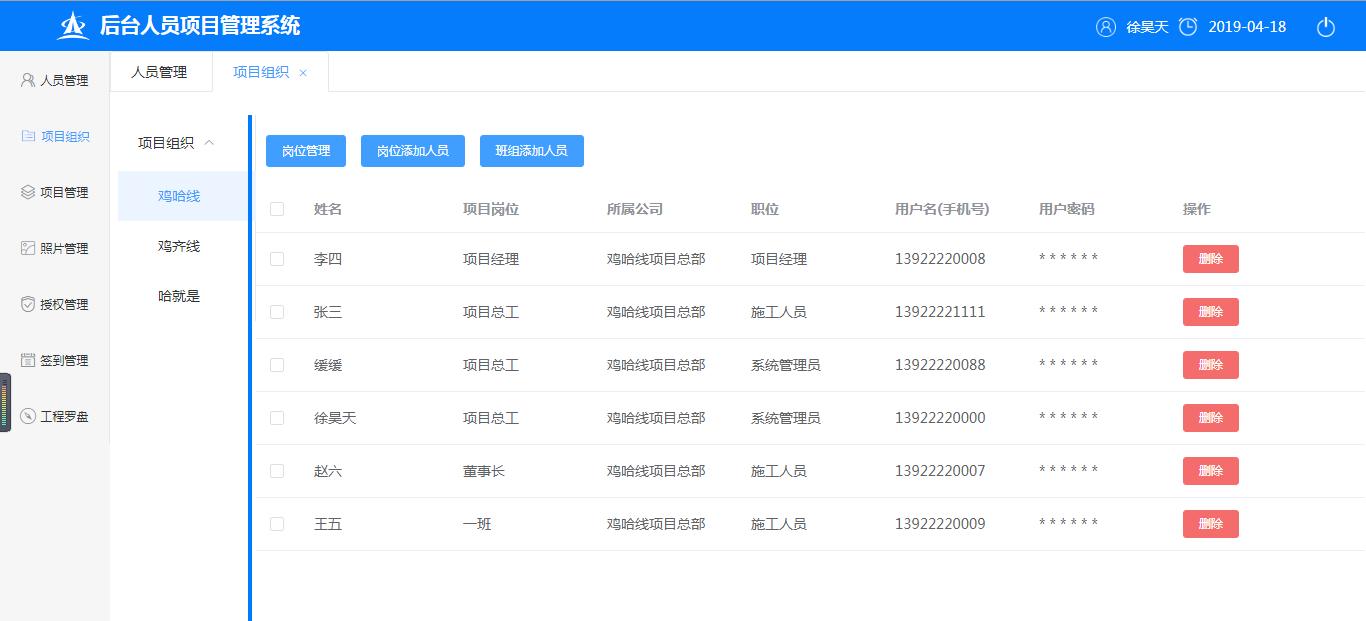 后台人员项目管理系统
徐昊天 2019-04-18
人员管理
项目组织
项目管理
照片管理
授权管理
签到管理
工程罗盘
人员管理 项目组织 ×
项目组织
鸡哈线
鸡齐线
哈就是
岗位管理 岗位添加人员 班组添加人员
姓名 项目岗位 所属公司 职位 用户名(手机号) 用户密码 操作
李四 项目经理 鸡哈线项目总部 项目经理 13922220008 * * * * * * 删除
张三 项目总工 鸡哈线项目总部 施工人员 13922221111 * * * * * * 删除
缓缓 项目总工 鸡哈线项目总部 系统管理员 13922220088 * * * * * * 删除
徐昊天 项目总工 鸡哈线项目总部 系统管理员 13922220000 * * * * * * 删除
赵六 董事长 鸡哈线项目总部 施工人员 13922220007 * * * * * * 删除
王五 一班 鸡哈线项目总部 施工人员 13922220009 * * * * * * 删除